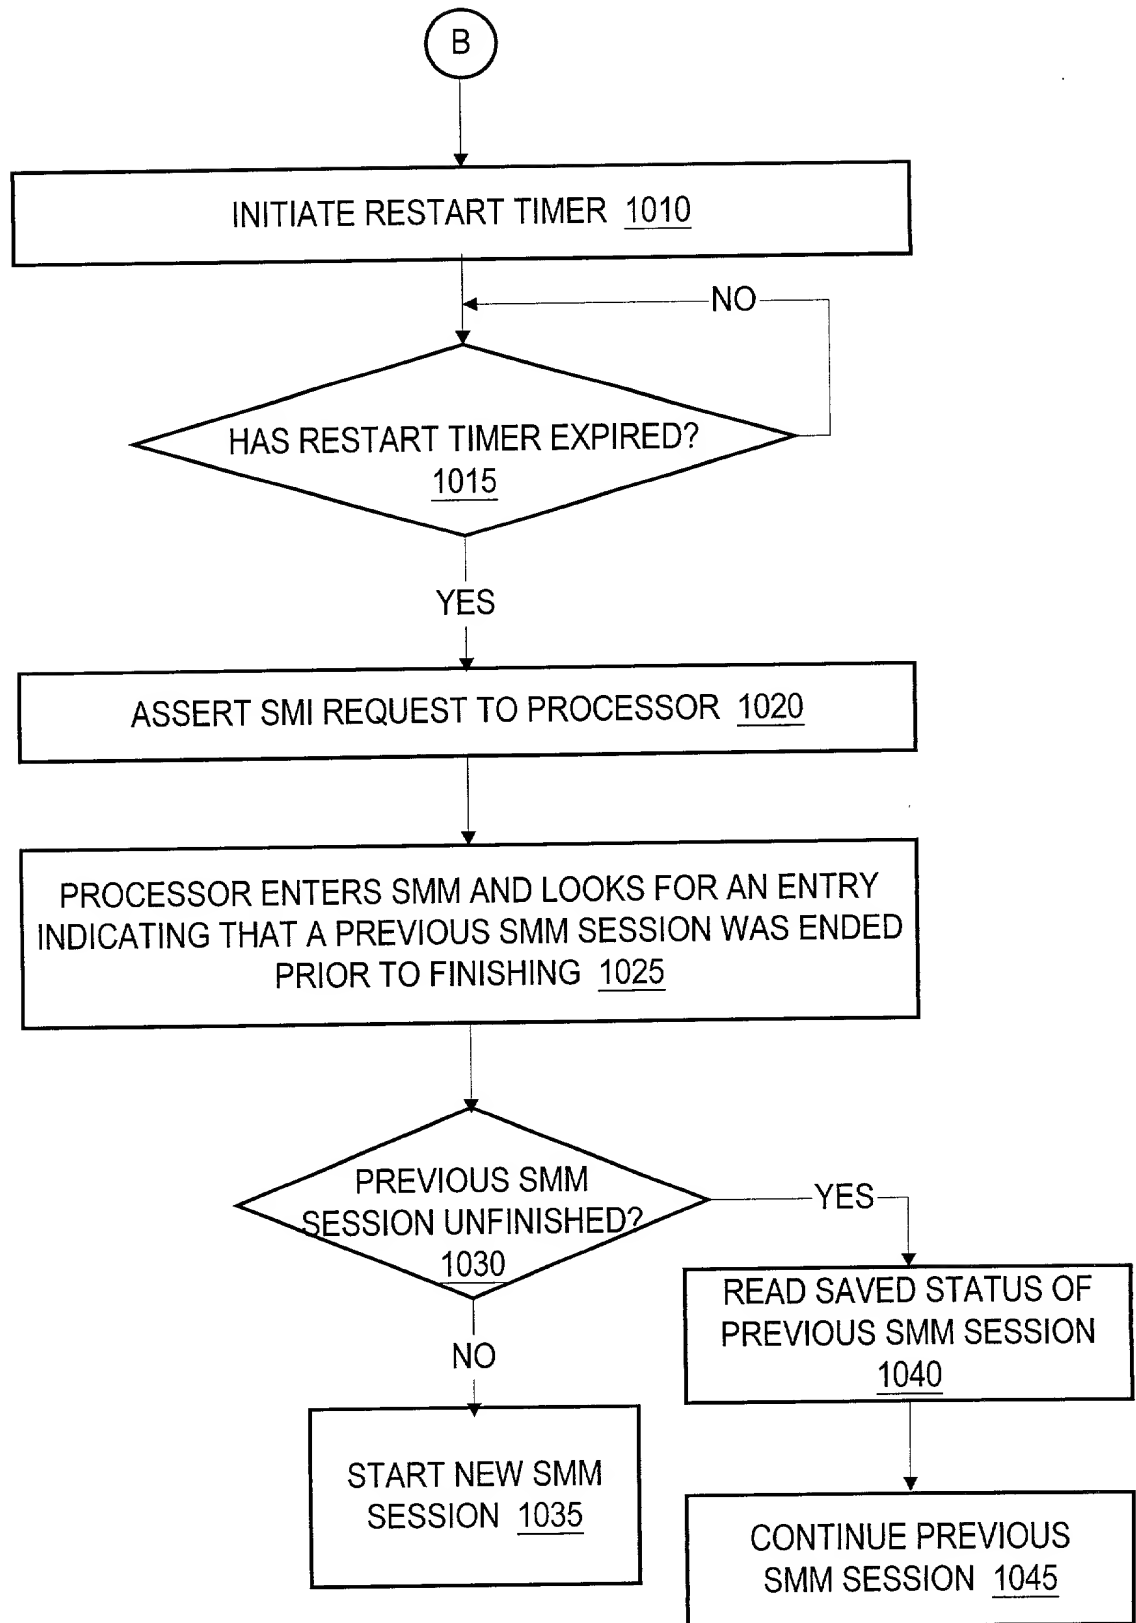 B
INITIATE RESTART TIMER 1010
NO
HAS RESTART TIMER EXPIRED?
1015
YES
ASSERT SMI REQUEST TO PROCESSOR 1020
PROCESSOR ENTERS SMM AND LOOKS FOR AN ENTRY
INDICATING THAT A PREVIOUS SMM SESSION WAS ENDED
PRIOR TO FINISHING 1025
PREVIOUS SMM
SESSION UNFINISHED?
1030
YES
NO
READ SAVED STATUS OF
PREVIOUS SMM SESSION
1040
START NEW SMM
SESSION 1035
CONTINUE PREVIOUS
SMM SESSION 1045